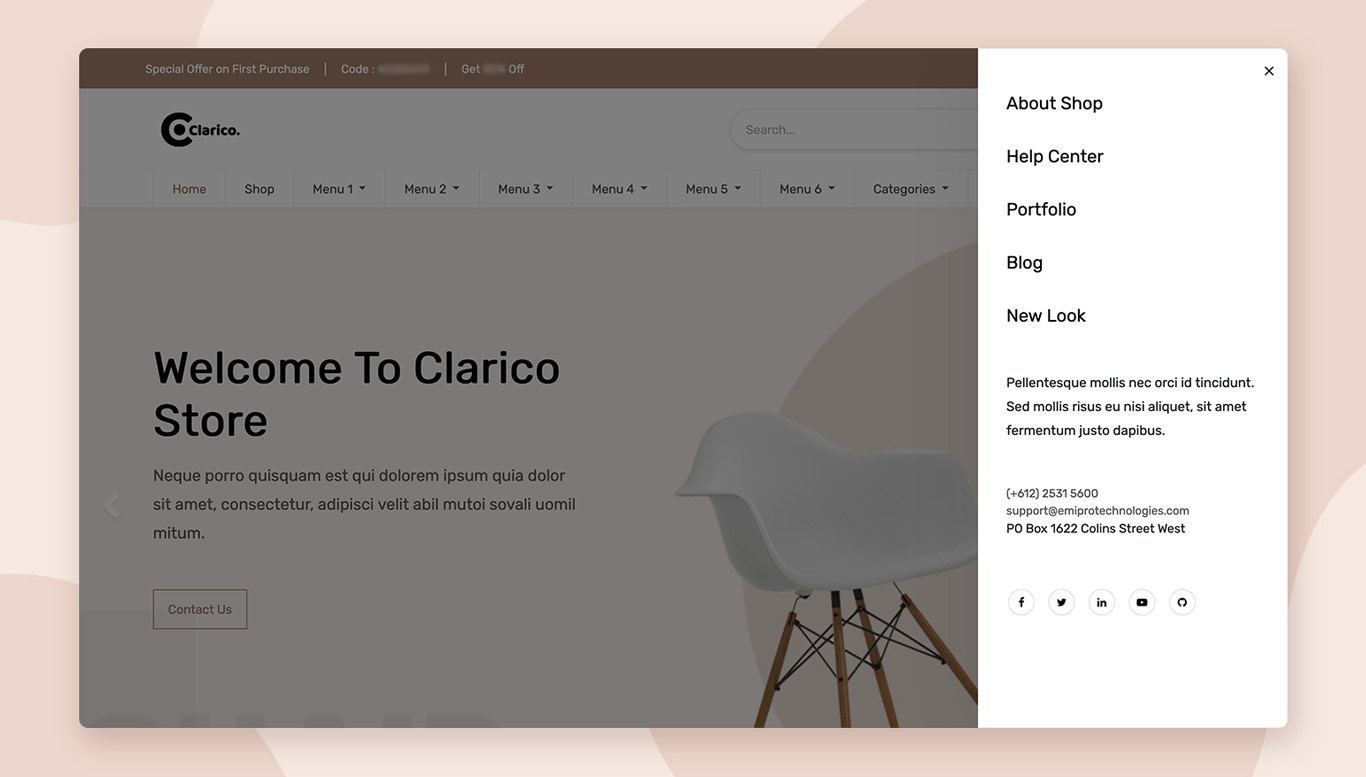 Special Offer on First Purchase | Code : | Get Off
Clarico.
Search...
Home Shop Menu 1 Menu 2 Menu 3 Menu 4 Menu 5 Menu 6 Categories
Welcome To Clarico
Store
Neque porro quisquam est qui dolorem ipsum quia dolor
sit amet, consectetur, adipisci velit abil mutoi sovali uomil
mitum.
Contact Us
About Shop
Help Center
Portfolio
Blog
New Look
Pellentesque mollis nec orci id tincidunt.
Sed mollis risus eu nisi aliquet, sit amet
fermentum justo dapibus.
(+612) 2531 5600
support@emiprotechnologies.com
PO Box 1622 Colins Street West